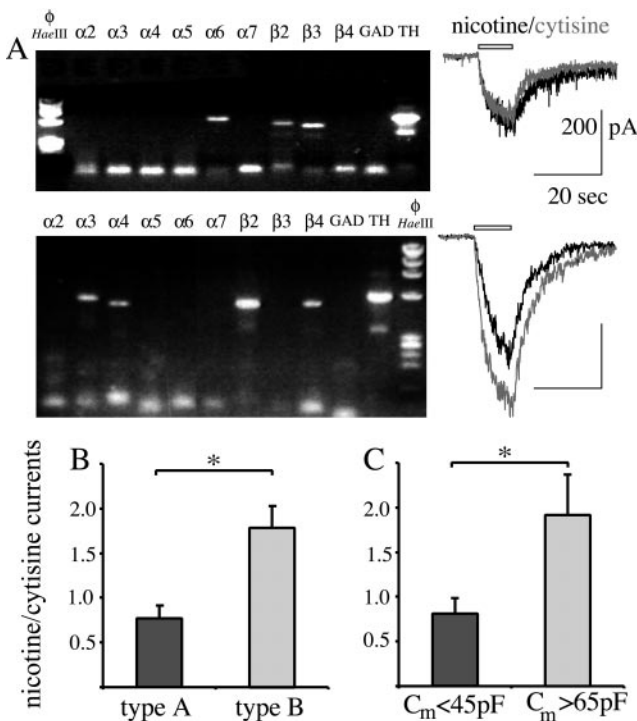 A
ϕ
HaeIII α2 α3 α4 α5 α6 α7 β2 β3 β4 GAD TH
nicotine/cytisine
200 pA
20 sec
α2 α3 α4 α5 α6 α7 β2 β3 β4 GAD TH ϕ
HaeIII
B
*
nicotine/cytisine currents
2.0
1.5
1.0
0.5
type A type B
C
*
2.0
1.5
1.0
0.5
Cm<45pF Cm>65pF